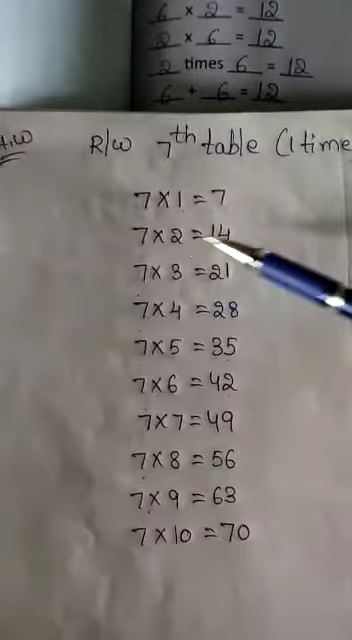 6 x 2 = 12
2 x 6 = 12
2 times 6 = 12
6 + 6 = 12
H.W R/W 7th table (1 time
7 X 1 = 7
7 X 2 = 14
7 X 3 = 21
7 X 4 = 28
7 X 5 = 35
7 X 6 = 42
7 X 7 = 49
7 X 8 = 56
7 X 9 = 63
7 X 10 = 70